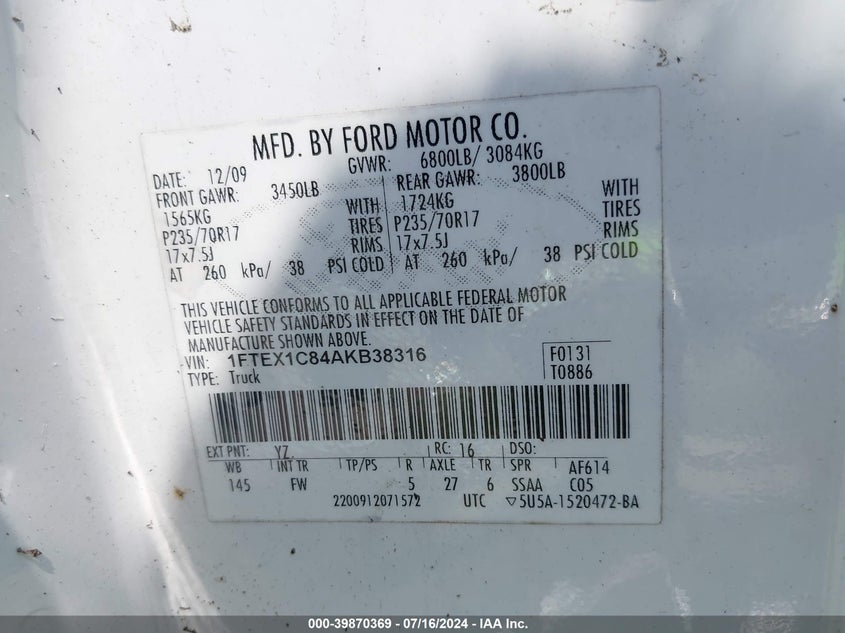 MFD. BY FORD MOTOR CO.
DATE: 12/09 GVWR: 6800LB/ 3084KG
FRONT GAWR: 3450LB REAR GAWR: 3800LB
1565KG WITH 1724KG WITH
P235/70R17 TIRES P235/70R17 TIRES
17x7.5J RIMS 17x7.5J RIMS
AT 260 kPa/ 38 PSI COLD AT 260 kPa/ 38 PSI COLD
THIS VEHICLE CONFORMS TO ALL APPLICABLE FEDERAL MOTOR
VEHICLE SAFETY STANDARDS IN EFFECT ON THE DATE OF
MANUFACTURE SHOWN ABOVE.
VIN: 1FTEX1C84AKB38316 F0131
TYPE: Truck T0886
EXT PNT: YZ RC: 16 DSO:
WB INT TR TP/PS R AXLE TR SPR AF614
145 FW 5 27 6 SSAA C05
2200912071572 UTC ▽5U5A-1520472-BA
000-39870369 - 07/16/2024 - IAA Inc.